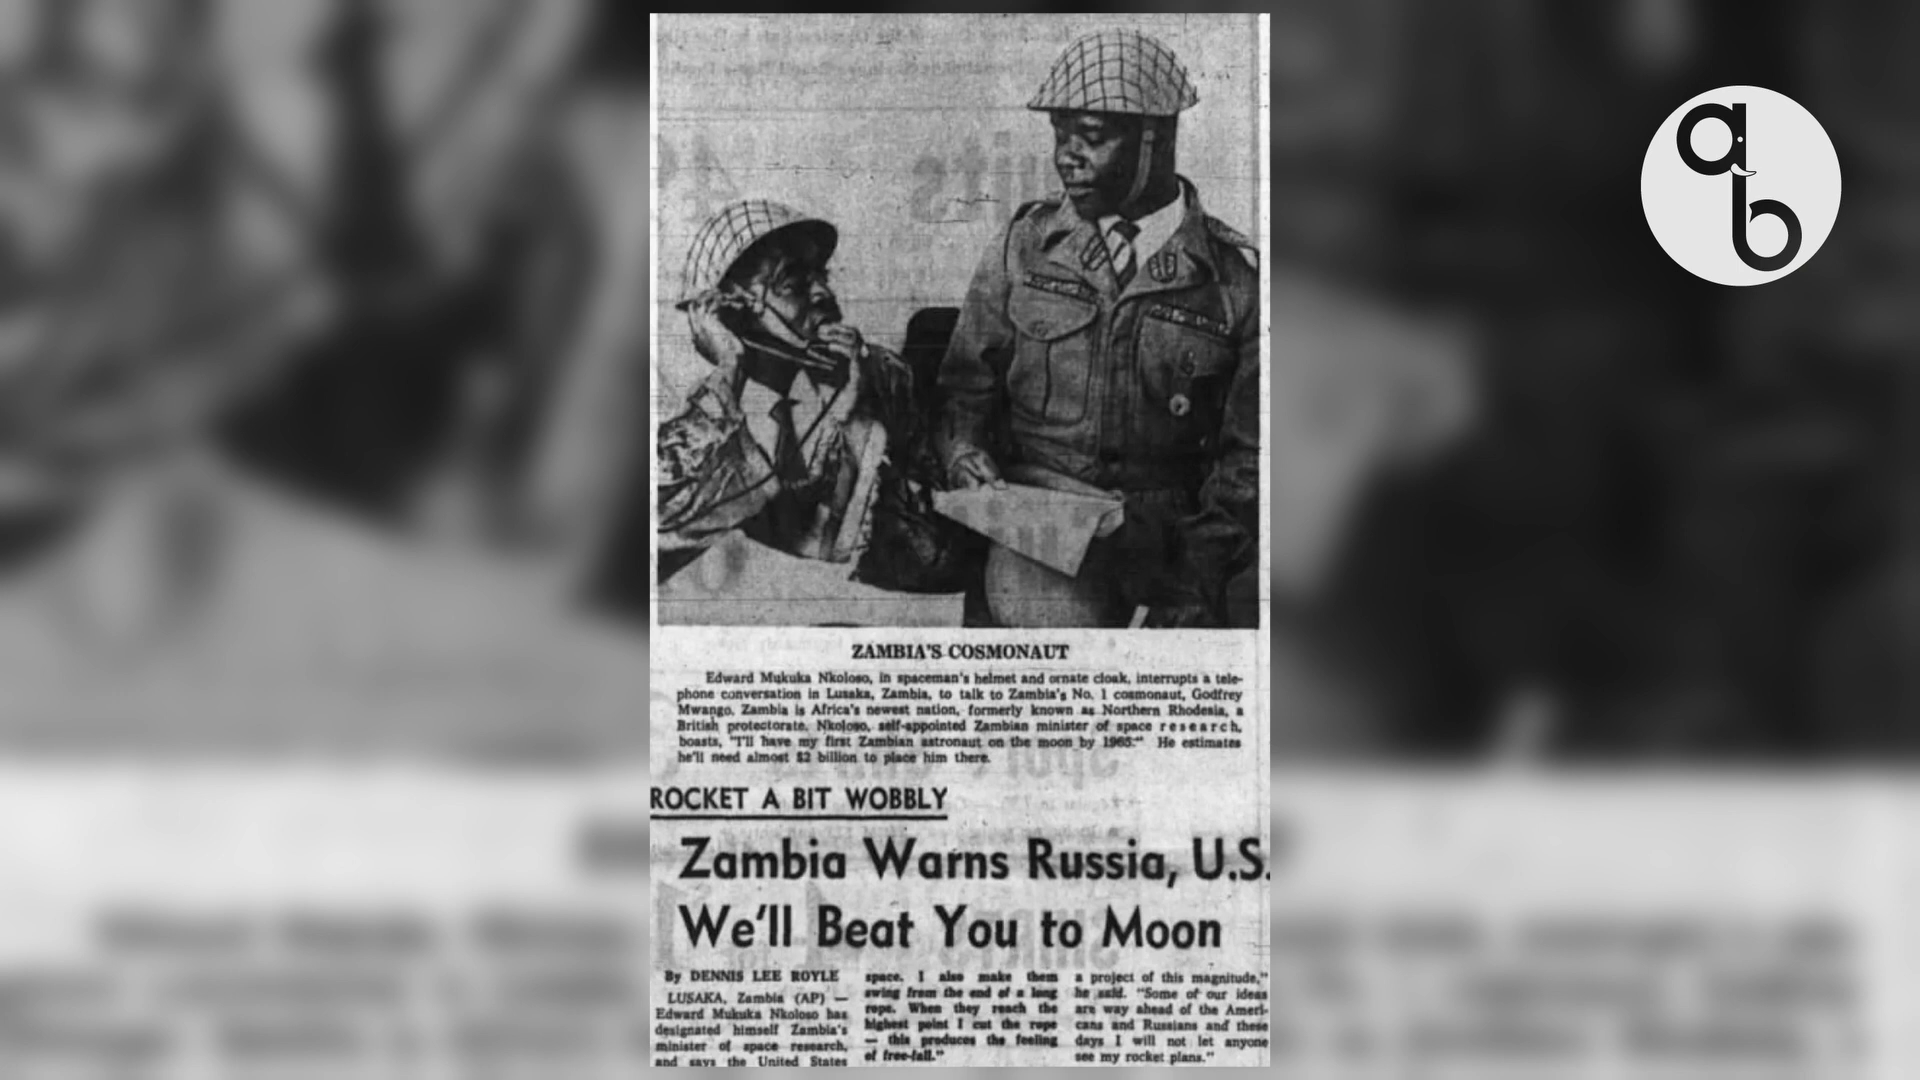 ab
ZAMBIA'S COSMONAUT
Edward Mukuka Nkoloso, in spaceman's helmet and ornate cloak, interrupts a tele-
phone conversation in Lusaka, Zambia, to talk to Zambia's No. 1 cosmonaut, Godfrey
Mwango. Zambia is Africa's newest nation, formerly known as Northern Rhodesia, a
British protectorate. Nkoloso, self-appointed Zambian minister of space research,
boasts, "I'll have my first Zambian astronaut on the moon by 1965." He estimates
he'll need almost $2 billion to place him there.
ROCKET A BIT WOBBLY
Zambia Warns Russia, U.S.
We'll Beat You to Moon
By DENNIS LEE ROYLE
LUSAKA, Zambia (AP) —
Edward Mukuka Nkoloso has
designated himself Zambia's
minister of space research,
and says the United States
space. I also make them
swing from the end of a long
rope. When they reach the
highest point I cut the rope
— this produces the feeling
of free-fall."
a project of this magnitude,"
he said. "Some of our ideas
are way ahead of the Ameri-
cans and Russians and these
days I will not let anyone
see my rocket plans."